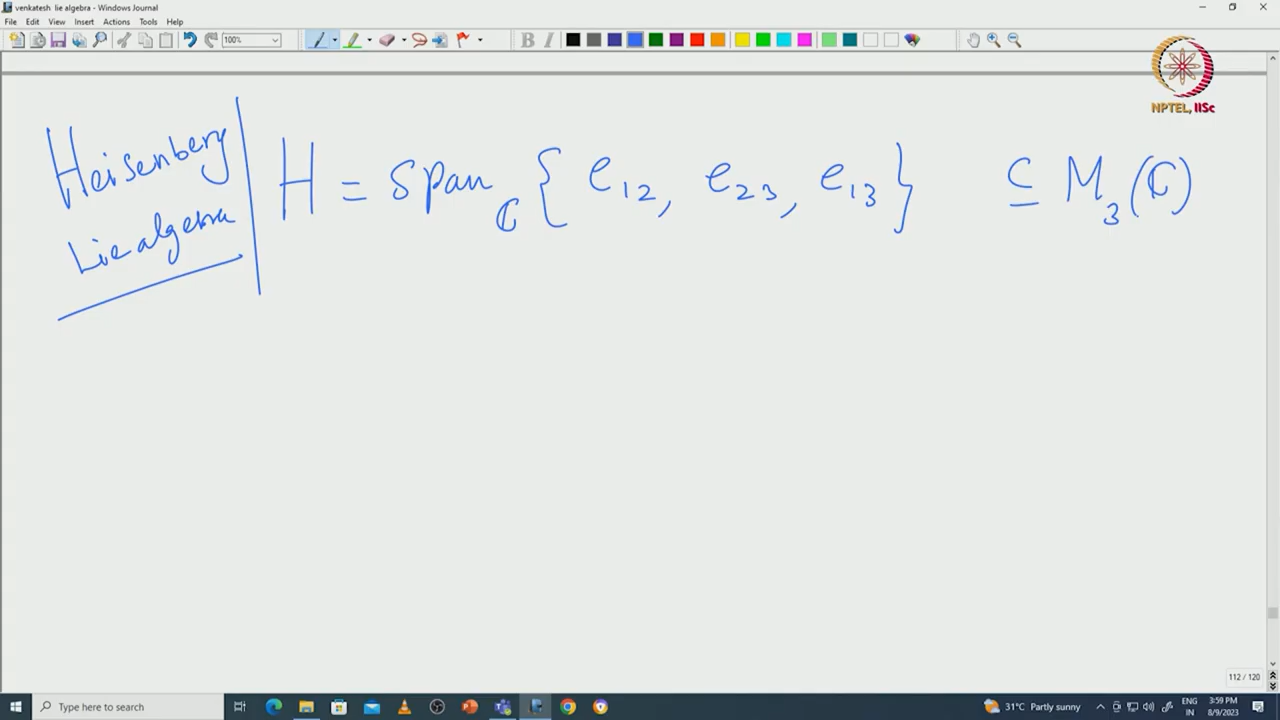 venkatesh lie algebra - Windows Journal
File Edit View Insert Actions Tools Help
100%
NPTEL, IISc
Heisenberg
Lie algebra
H = Span_ℂ { e₁₂, e₂₃, e₁₃ } ⊆ M₃(ℂ)
112 / 120
Type here to search
31°C Partly sunny
ENG
IN
3:59 PM
8/9/2023